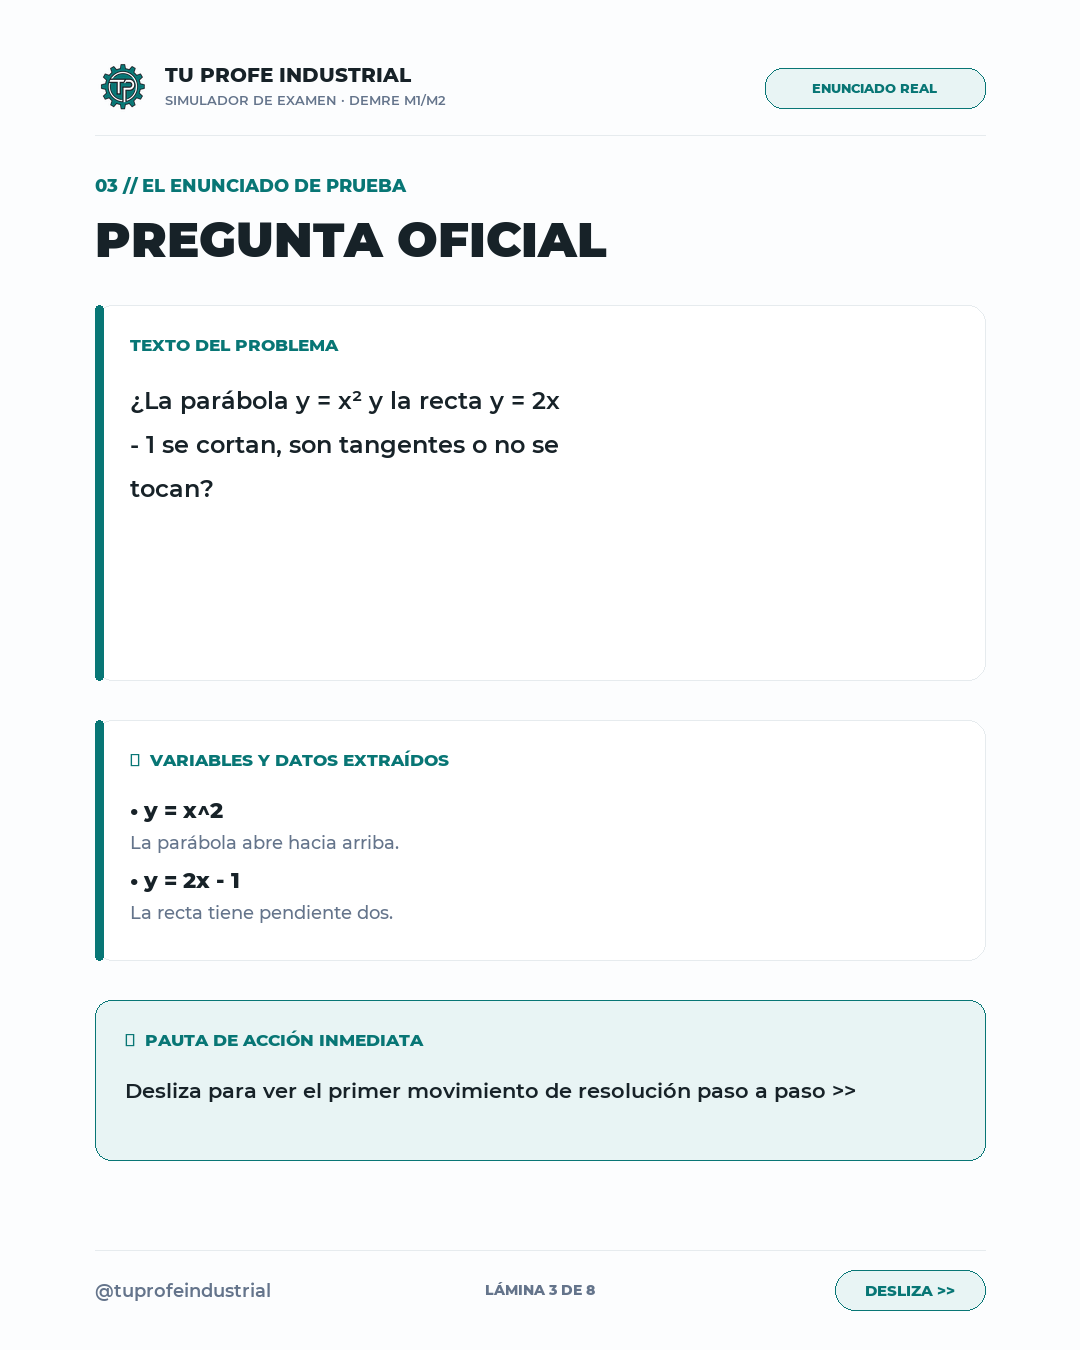 TP
TU PROFE INDUSTRIAL
SIMULADOR DE EXAMEN · DEMRE M1/M2
ENUNCIADO REAL
03 // EL ENUNCIADO DE PRUEBA
PREGUNTA OFICIAL
TEXTO DEL PROBLEMA
¿La parábola y = x² y la recta y = 2x
- 1 se cortan, son tangentes o no se
tocan?
VARIABLES Y DATOS EXTRAÍDOS
• y = x^2
La parábola abre hacia arriba.
• y = 2x - 1
La recta tiene pendiente dos.
PAUTA DE ACCIÓN INMEDIATA
Desliza para ver el primer movimiento de resolución paso a paso >>
@tuprofeindustrial
LÁMINA 3 DE 8
DESLIZA >>